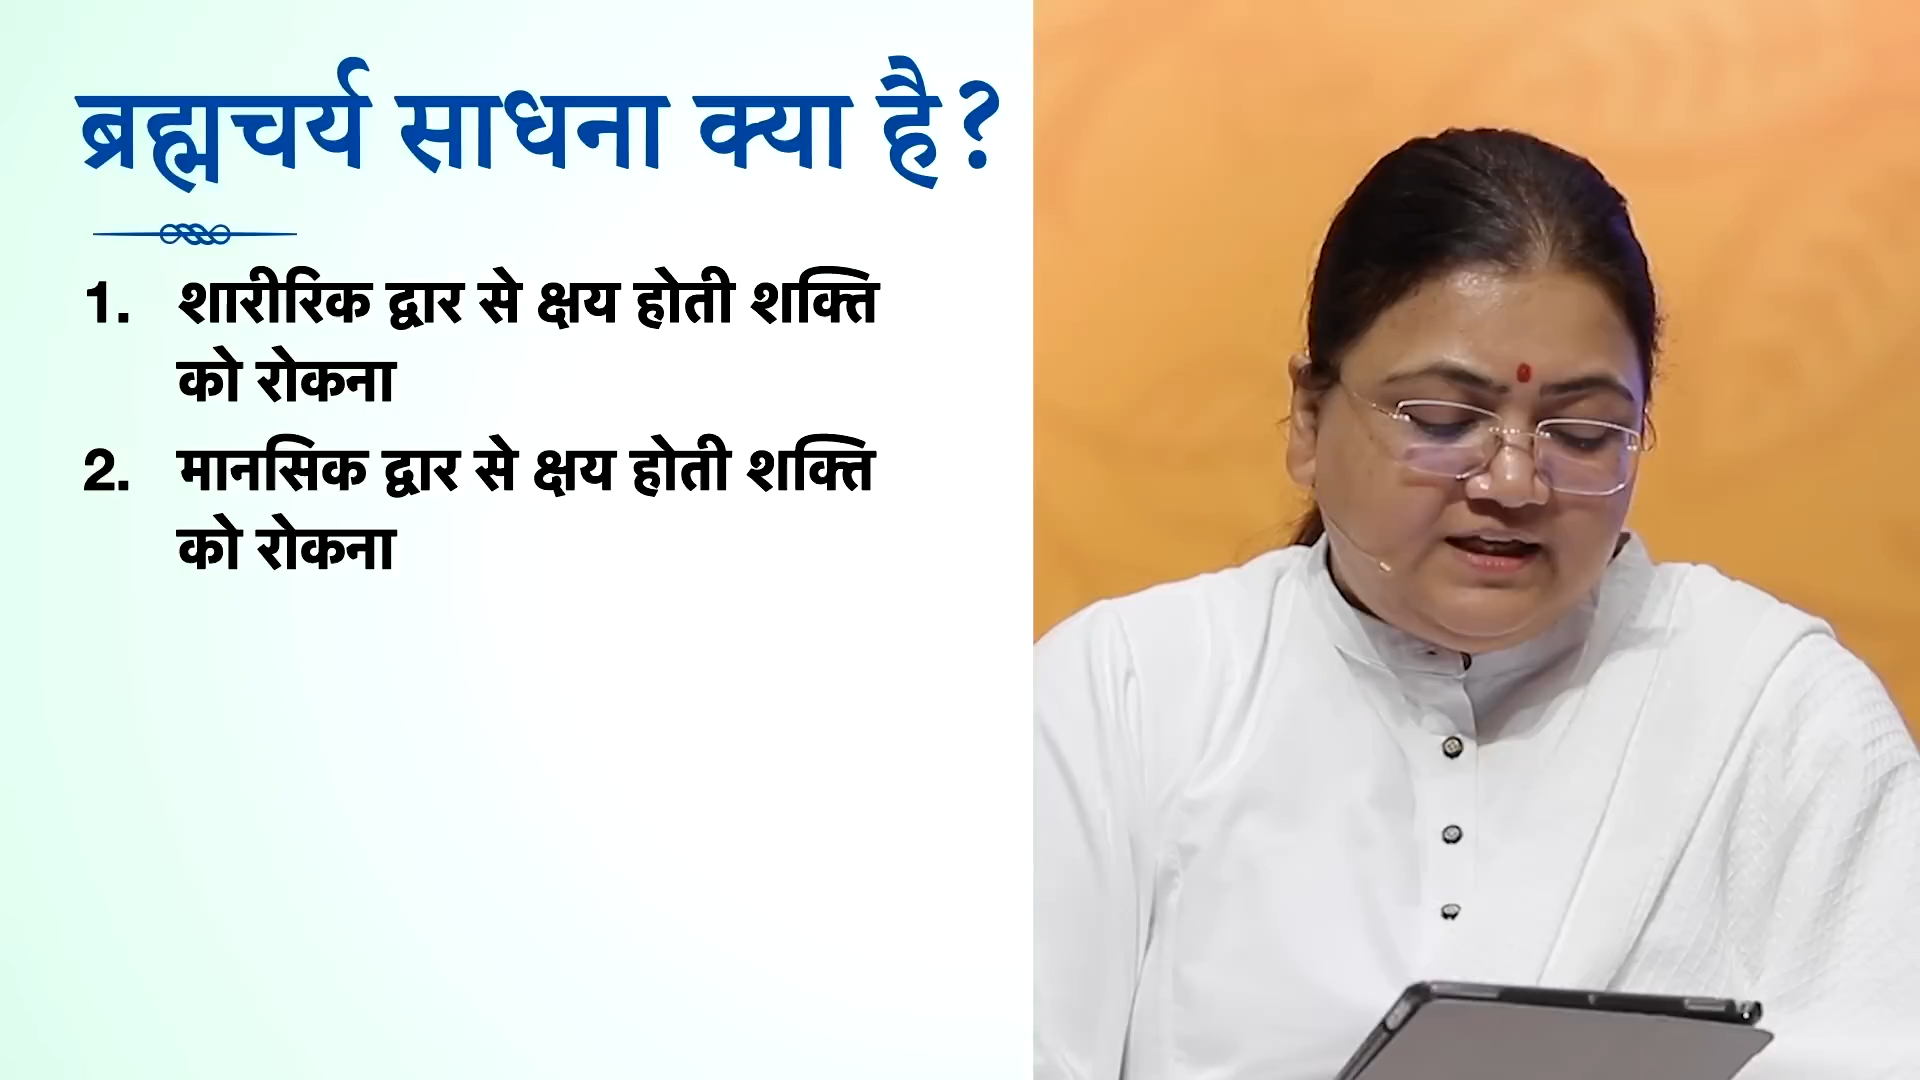 ब्रह्मचर्य साधना क्या है?
1. शारीरिक द्वार से क्षय होती शक्ति
को रोकना
2. मानसिक द्वार से क्षय होती शक्ति
को रोकना